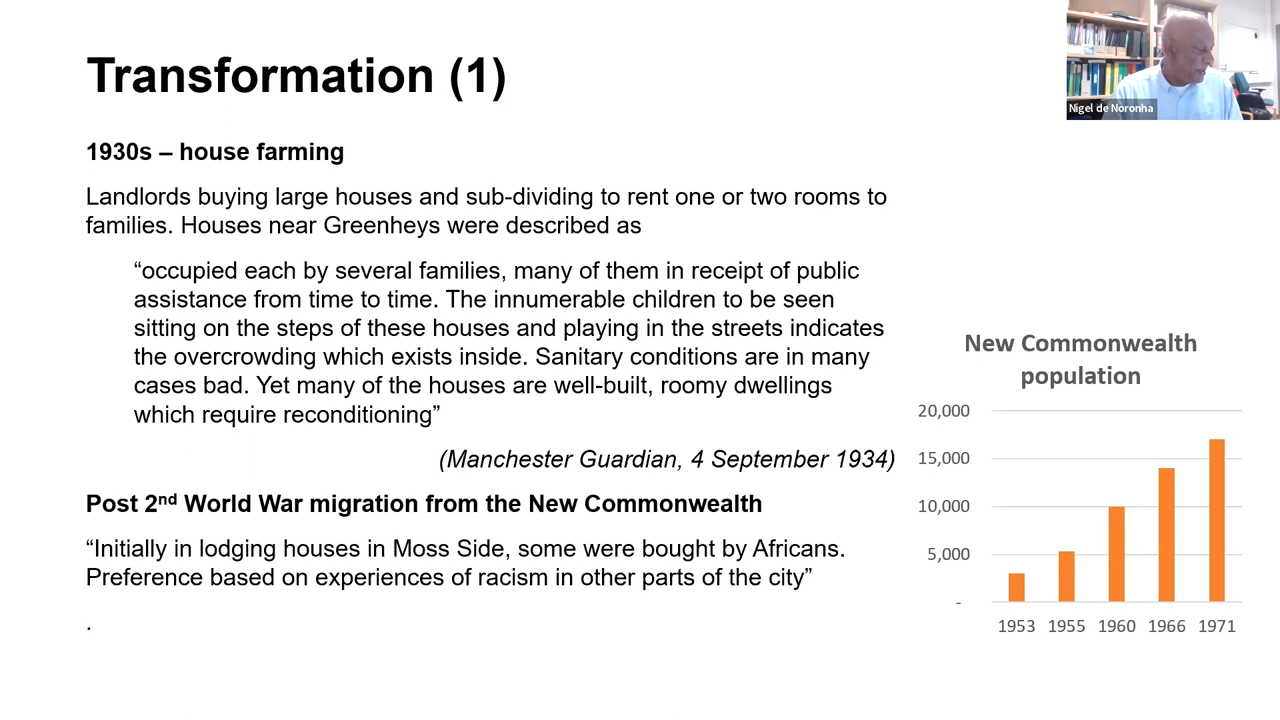 Transformation (1)
Nigel de Noronha
1930s – house farming
Landlords buying large houses and sub-dividing to rent one or two rooms to
families. Houses near Greenheys were described as
“occupied each by several families, many of them in receipt of public
assistance from time to time. The innumerable children to be seen
sitting on the steps of these houses and playing in the streets indicates
the overcrowding which exists inside. Sanitary conditions are in many
cases bad. Yet many of the houses are well-built, roomy dwellings
which require reconditioning”
(Manchester Guardian, 4 September 1934)
Post 2nd World War migration from the New Commonwealth
“Initially in lodging houses in Moss Side, some were bought by Africans.
Preference based on experiences of racism in other parts of the city”
.
New Commonwealth
population
20,000
15,000
10,000
5,000
-
1953 1955 1960 1966 1971